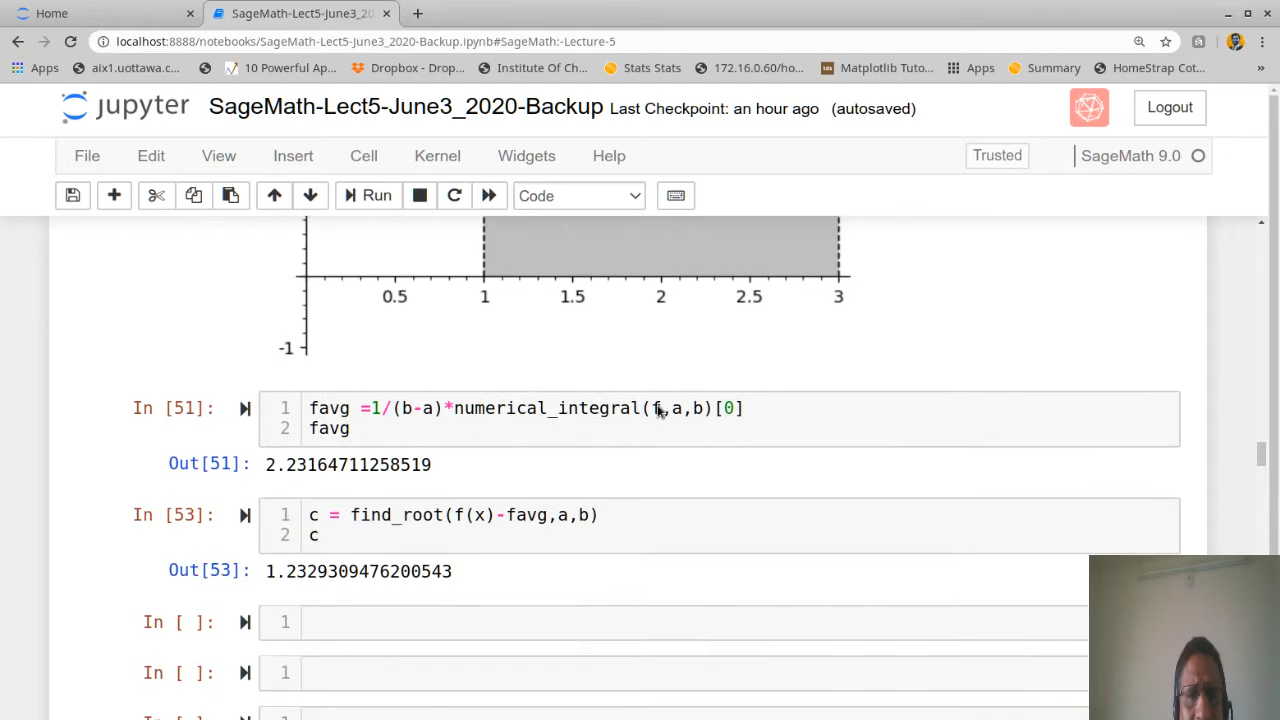 Home
SageMath-Lect5-June3_20
localhost:8888/notebooks/SageMath-Lect5-June3_2020-Backup.ipynb#SageMath:-Lecture-5
Apps aix1.uottawa.c... 10 Powerful Ap... Dropbox - Drop... Institute Of Ch... Stats Stats 172.16.0.60/ho... Matplotlib Tuto... Apps Summary HomeStrap Cot... »
jupyter SageMath-Lect5-June3_2020-Backup Last Checkpoint: an hour ago (autosaved) Logout
File Edit View Insert Cell Kernel Widgets Help Trusted SageMath 9.0
Run Code
0.5 1 1.5 2 2.5 3
-1
In [51]: 1 favg =1/(b-a)*numerical_integral(f,a,b)[0]
2 favg
Out[51]: 2.23164711258519
In [53]: 1 c = find_root(f(x)-favg,a,b)
2 c
Out[53]: 1.2329309476200543
In [ ]: 1
In [ ]: 1